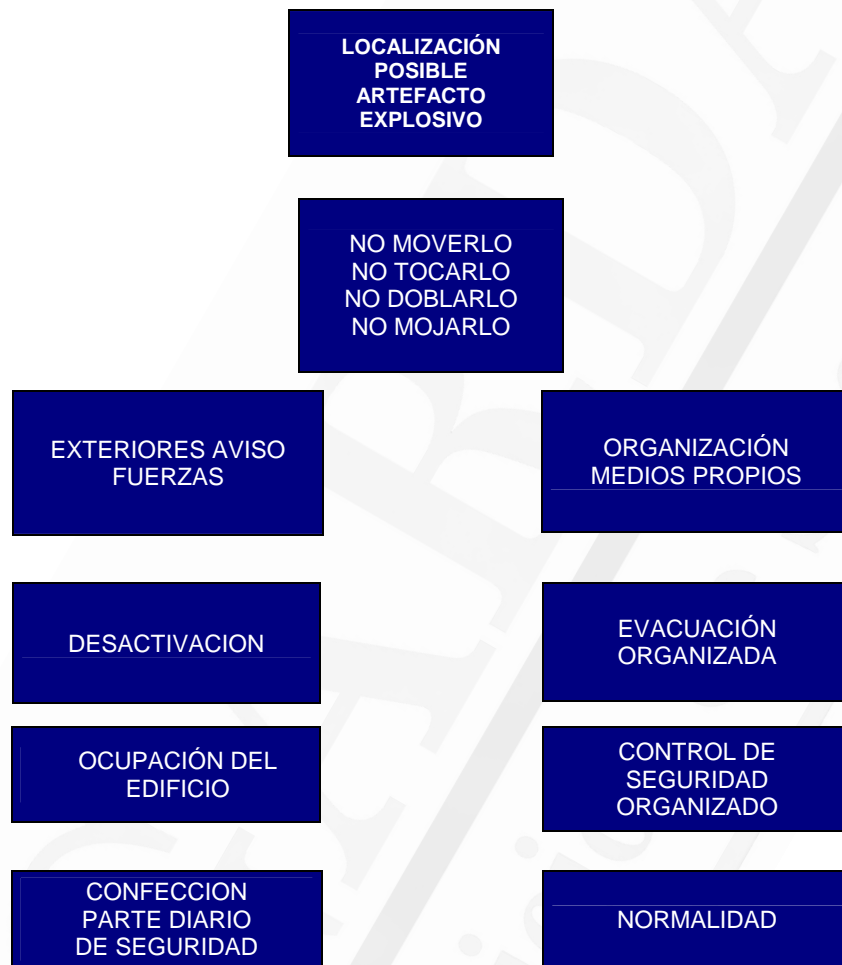 LOCALIZACIÓN
POSIBLE
ARTEFACTO
EXPLOSIVO
NO MOVERLO
NO TOCARLO
NO DOBLARLO
NO MOJARLO
EXTERIORES AVISO
FUERZAS
ORGANIZACIÓN
MEDIOS PROPIOS
DESACTIVACION
EVACUACIÓN
ORGANIZADA
OCUPACIÓN DEL
EDIFICIO
CONTROL DE
SEGURIDAD
ORGANIZADO
CONFECCION
PARTE DIARIO
DE SEGURIDAD
NORMALIDAD